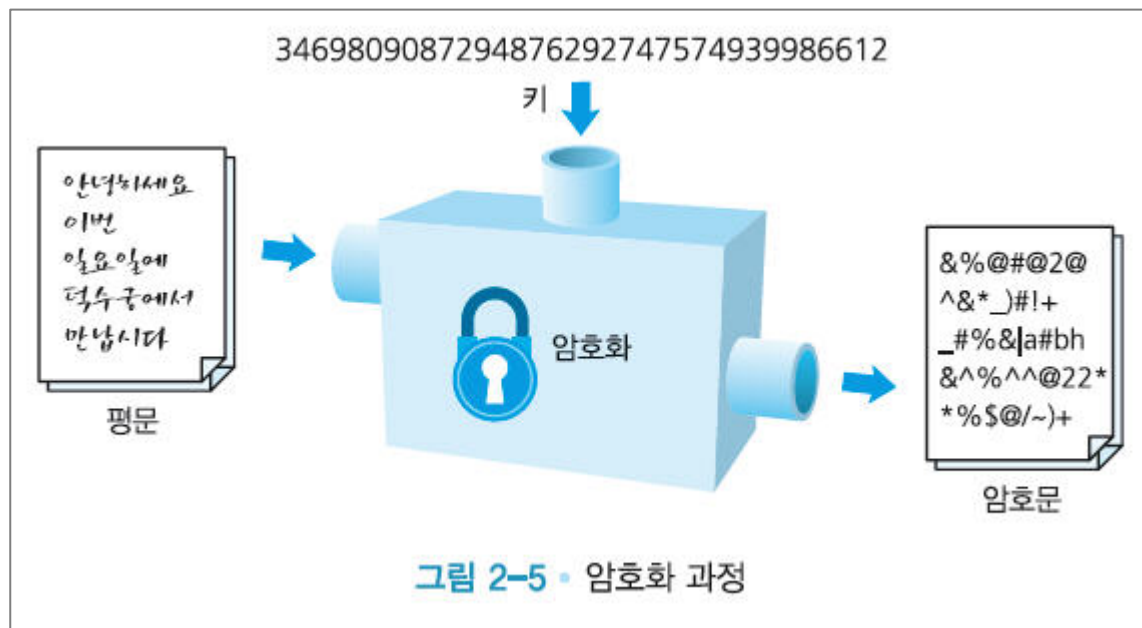 3469809087294876292747574939986612
키
안녕하세요
이번
일요일에
덕수궁에서
만납시다
평문
암호화
&%@#@2@
^&*_)#!+
_#%&|a#bh
&^%^^@22*
*%$@/~)+
암호문
그림 2-5 • 암호화 과정